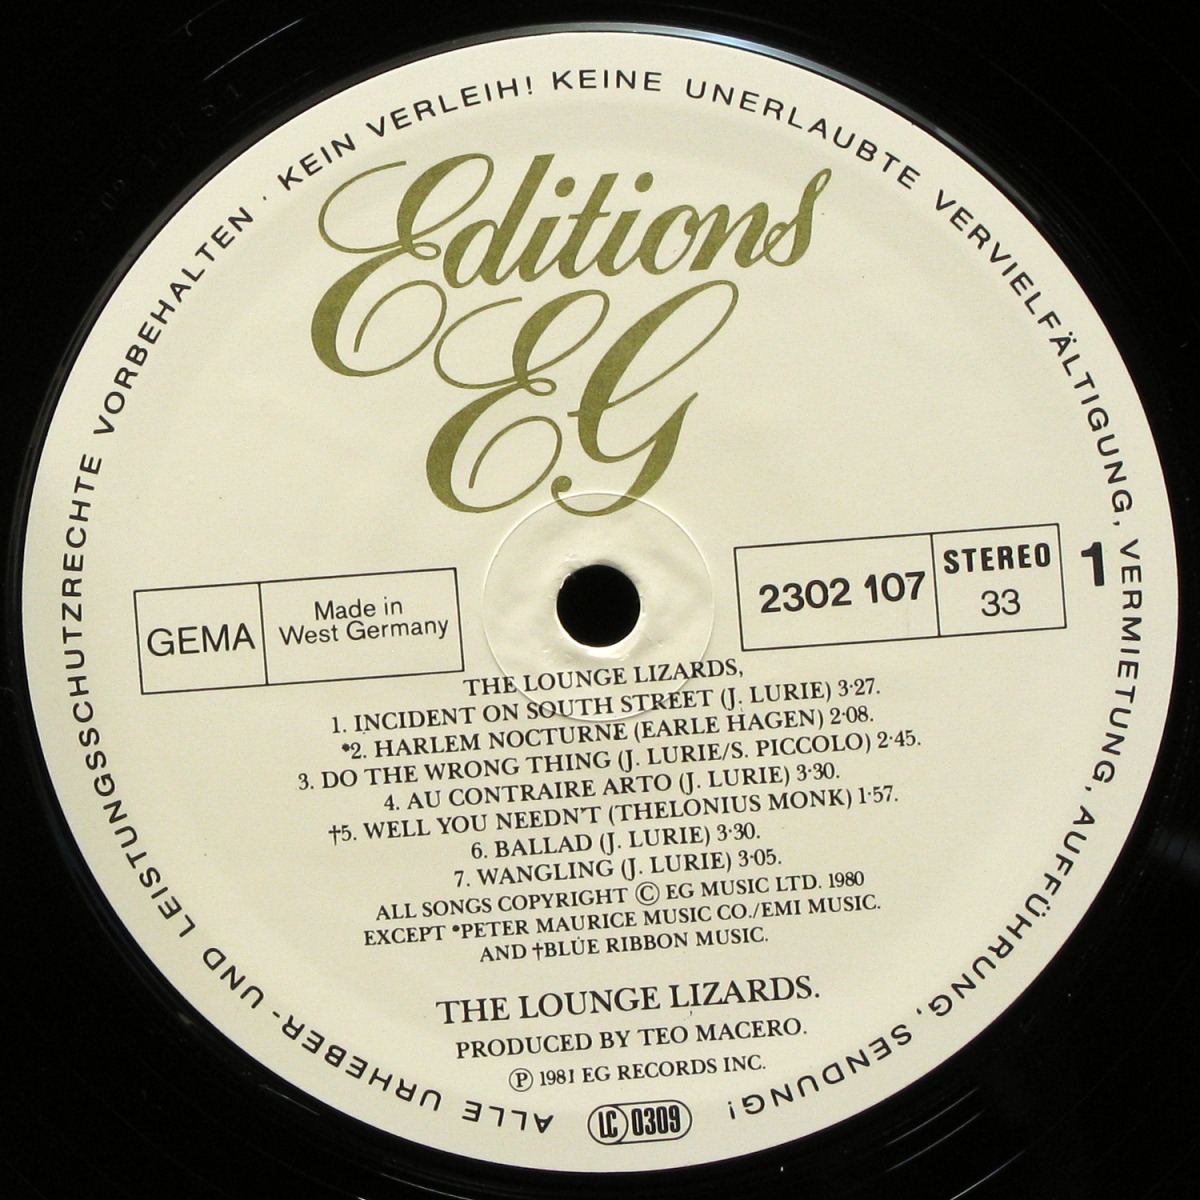 ALLE URHEBER- UND LEISTUNGSSCHUTZRECHTE VORBEHALTEN · KEIN VERLEIH! KEINE UNERLAUBTE VERVIELFÄLTIGUNG, VERMIETUNG, AUFFÜHRUNG, SENDUNG!
Editions
EG
GEMA
Made in
West Germany
2302 107
STEREO
33
1
THE LOUNGE LIZARDS,
1. INCIDENT ON SOUTH STREET (J. LURIE) 3·27.
*2. HARLEM NOCTURNE (EARLE HAGEN) 2·08.
3. DO THE WRONG THING (J. LURIE/S. PICCOLO) 2·45.
4. AU CONTRAIRE ARTO (J. LURIE) 3·30.
†5. WELL YOU NEEDN'T (THELONIUS MONK) 1·57.
6. BALLAD (J. LURIE) 3·30.
7. WANGLING (J. LURIE) 3·05.
ALL SONGS COPYRIGHT © EG MUSIC LTD. 1980
EXCEPT *PETER MAURICE MUSIC CO./EMI MUSIC.
AND †BLUE RIBBON MUSIC.
THE LOUNGE LIZARDS.
PRODUCED BY TEO MACERO.
℗ 1981 EG RECORDS INC.
LC 0309